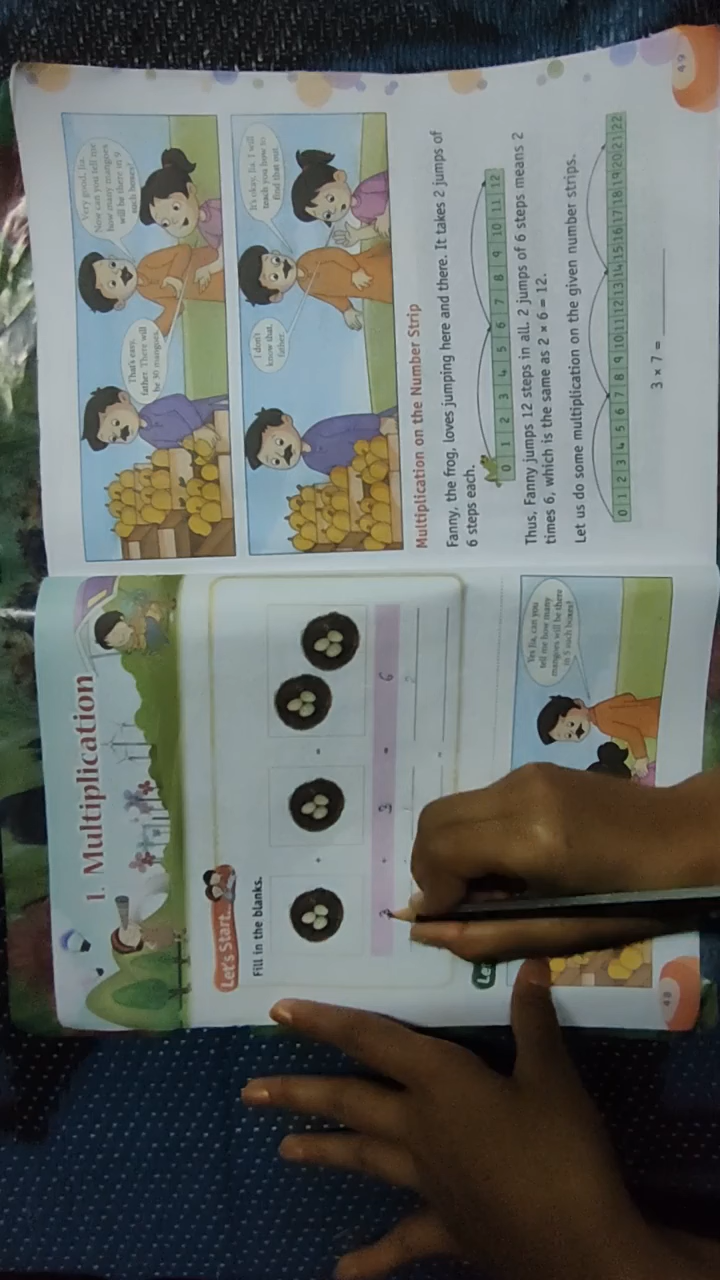 1. Multiplication
Let's Start...
Fill in the blanks.
+ =
3 + 3 = 6
Yes Jia, can you
tell me how many
mangoes will be there
in 5 such boxes?
48
That's easy,
father. There will
be 30 mangoes.
Very good, Jia.
Now can you tell me
how many mangoes
will be there in 9
such boxes?
I don't
know that,
father.
It's okay, Jia. I will
teach you how to
find that out.
Multiplication on the Number Strip
Fanny, the frog, loves jumping here and there. It takes 2 jumps of
6 steps each.
0 1 2 3 4 5 6 7 8 9 10 11 12
Thus, Fanny jumps 12 steps in all. 2 jumps of 6 steps means 2
times 6, which is the same as 2 × 6 = 12.
Let us do some multiplication on the given number strips.
0 1 2 3 4 5 6 7 8 9 10 11 12 13 14 15 16 17 18 19 20 21 22
3 × 7 =
49